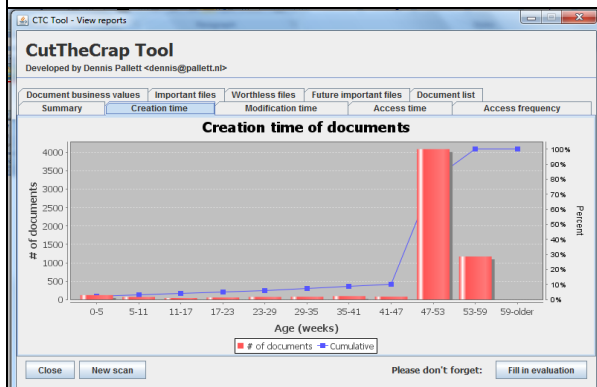 CTC Tool - View reports
CutTheCrap Tool
Developed by Dennis Pallett <dennis@pallett.nl>
Document business values Important files Worthless files Future important files Document list
Summary Creation time Modification time Access time Access frequency
Creation time of documents
# of documents
4000
3500
3000
2500
2000
1500
1000
500
0
100%
90%
80%
70%
60%
50%
40%
30%
20%
10%
0%
Percent
0-5 5-11 11-17 17-23 23-29 29-35 35-41 41-47 47-53 53-59 59-older
Age (weeks)
# of documents Cumulative
Close New scan Please don't forget: Fill in evaluation